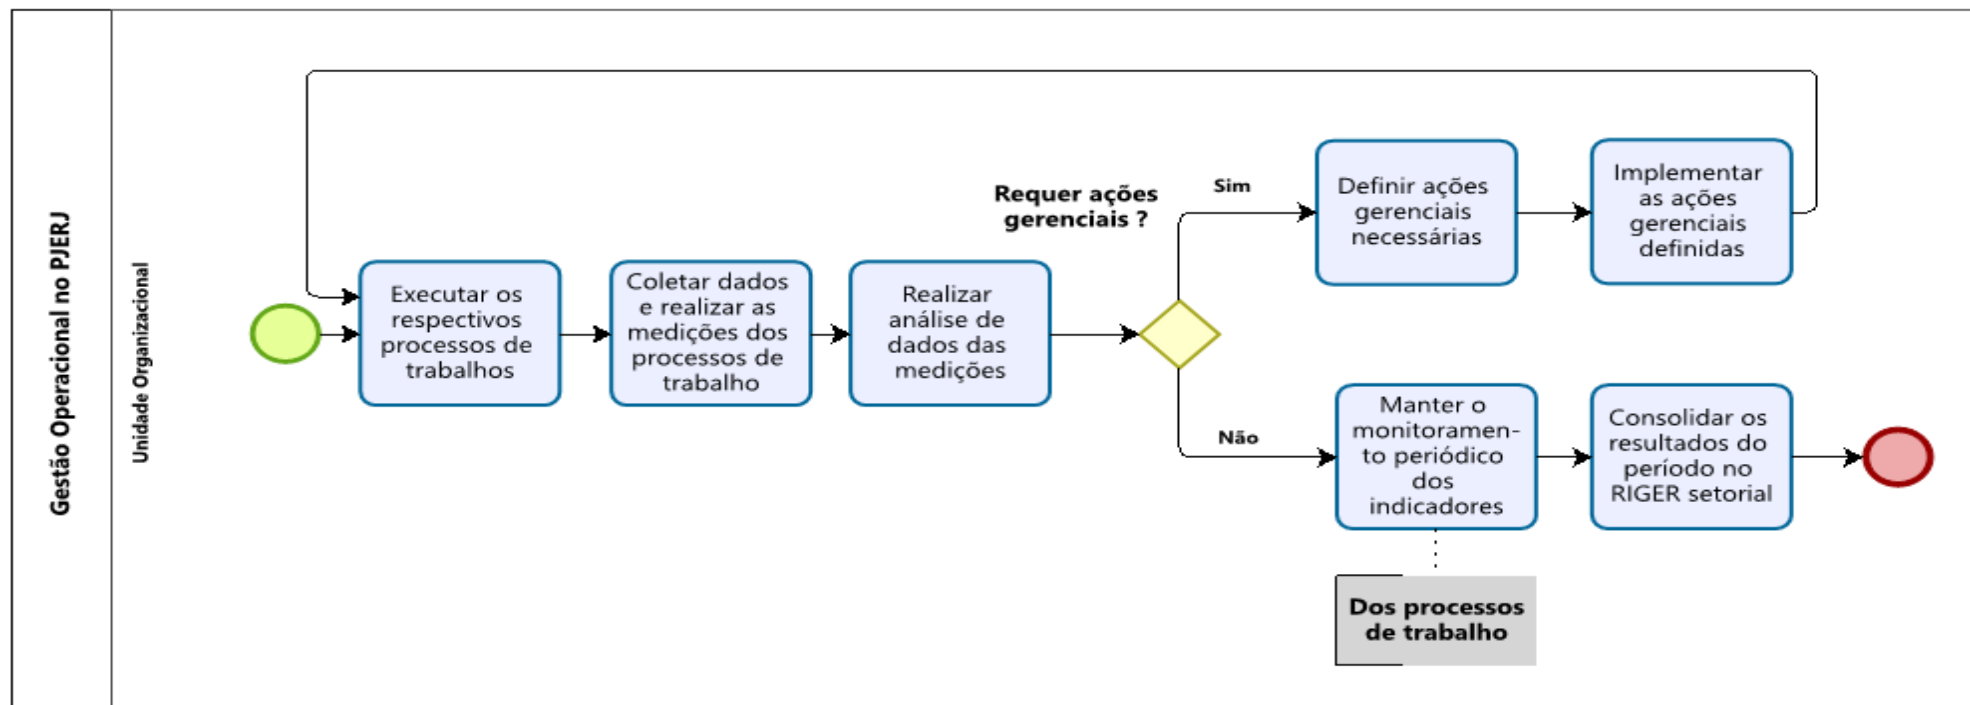 Gestão Operacional no PJERJ
Unidade Organizacional
Executar os
respectivos
processos de
trabalhos
Coletar dados
e realizar as
medições dos
processos de
trabalho
Realizar
análise de
dados das
medições
Requer ações
gerenciais ?
Sim
Definir ações
gerenciais
necessárias
Implementar
as ações
gerenciais
definidas
Não
Manter o
monitoramen-
to periódico
dos
indicadores
Consolidar os
resultados do
período no
RIGER setorial
Dos processos
de trabalho